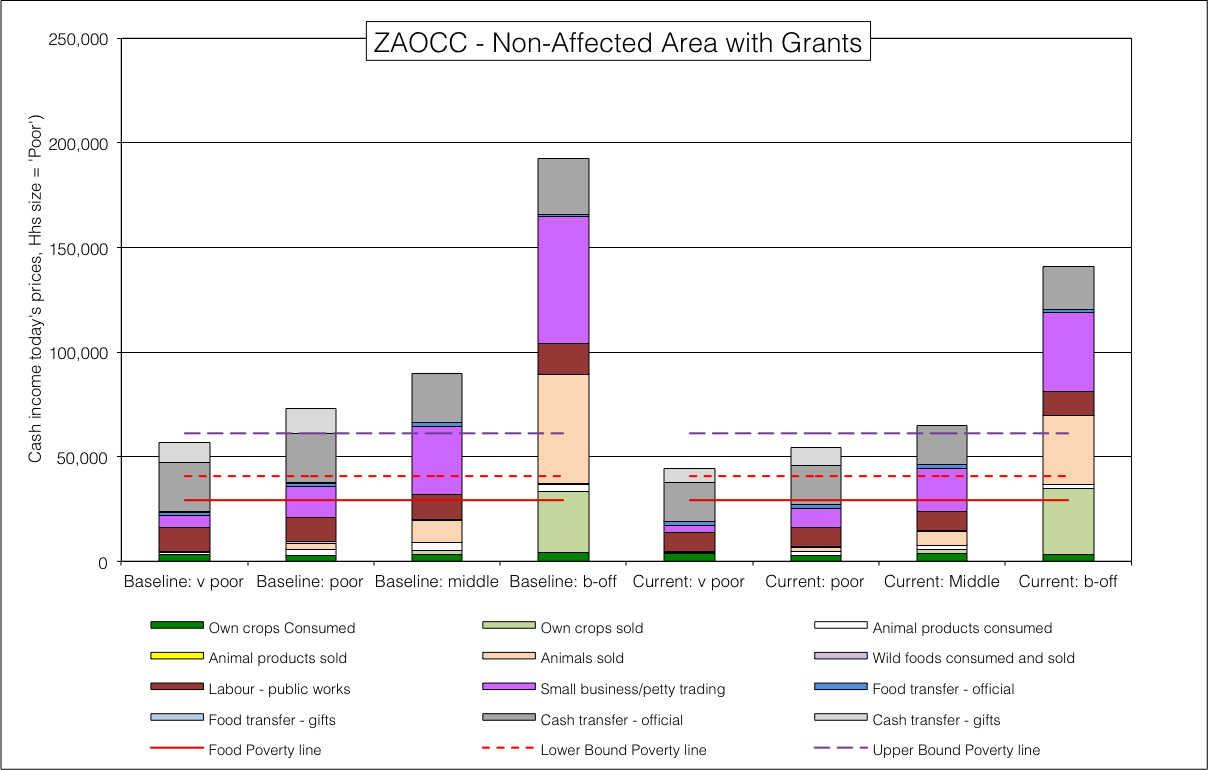 ZAOCC - Non-Affected Area with Grants
Cash income today's prices, Hhs size = 'Poor')
250,000
200,000
150,000
100,000
50,000
0
Baseline: v poor Baseline: poor Baseline: middle Baseline: b-off Current: v poor Current: poor Current: Middle Current: b-off
Own crops Consumed Own crops sold Animal products consumed
Animal products sold Animals sold Wild foods consumed and sold
Labour - public works Small business/petty trading Food transfer - official
Food transfer - gifts Cash transfer - official Cash transfer - gifts
Food Poverty line Lower Bound Poverty line Upper Bound Poverty line